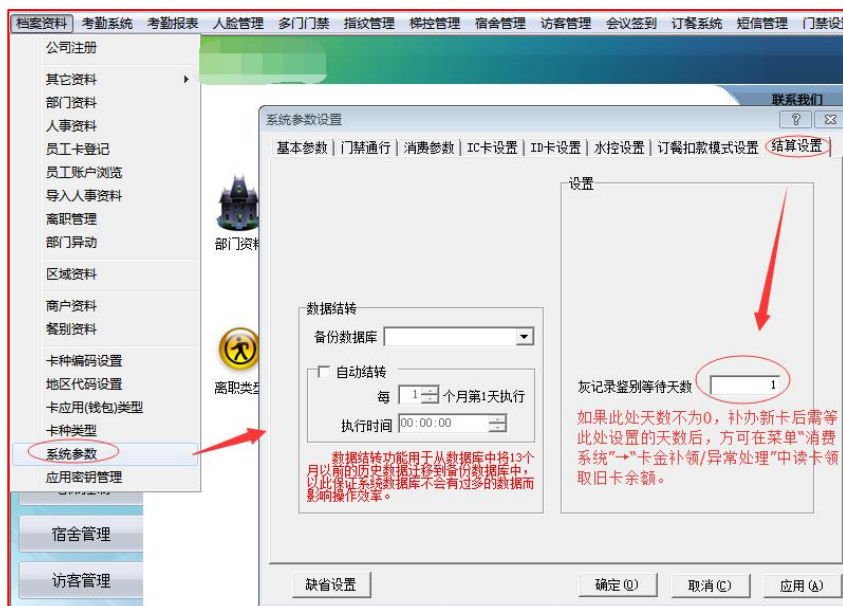 档案资料 考勤系统 考勤报表 人脸管理 多门门禁 指纹管理 梯控管理 宿舍管理 访客管理 会议签到 订餐系统 短信管理 门禁设
公司注册
其它资料
部门资料
人事资料
员工卡登记
员工账户浏览
导入人事资料
离职管理
部门异动
区域资料
商户资料
餐别资料
卡种编码设置
地区代码设置
卡应用(钱包)类型
卡种类型
系统参数
应用密钥管理
宿舍管理
访客管理
部门资料
离职类型
联系我们
系统参数设置
基本参数 门禁通行 消费参数 IC卡设置 ID卡设置 水控设置 订餐扣款模式设置 结算设置
数据结转
备份数据库
自动结转
每 1 个月第1天执行
执行时间 00:00:00
数据结转功能用于从数据库中将13个
月以前的历史数据迁移到备份数据库中,
以此保证系统数据库不会有过多的数据而
影响操作效率。
设置
灰记录鉴别等待天数 1
如果此处天数不为0，补办新卡后需等
此处设置的天数后，方可在菜单“消费
系统”→“卡金补领/异常处理”中读卡领
取旧卡余额。
缺省设置 确定(O) 取消(C) 应用(A)